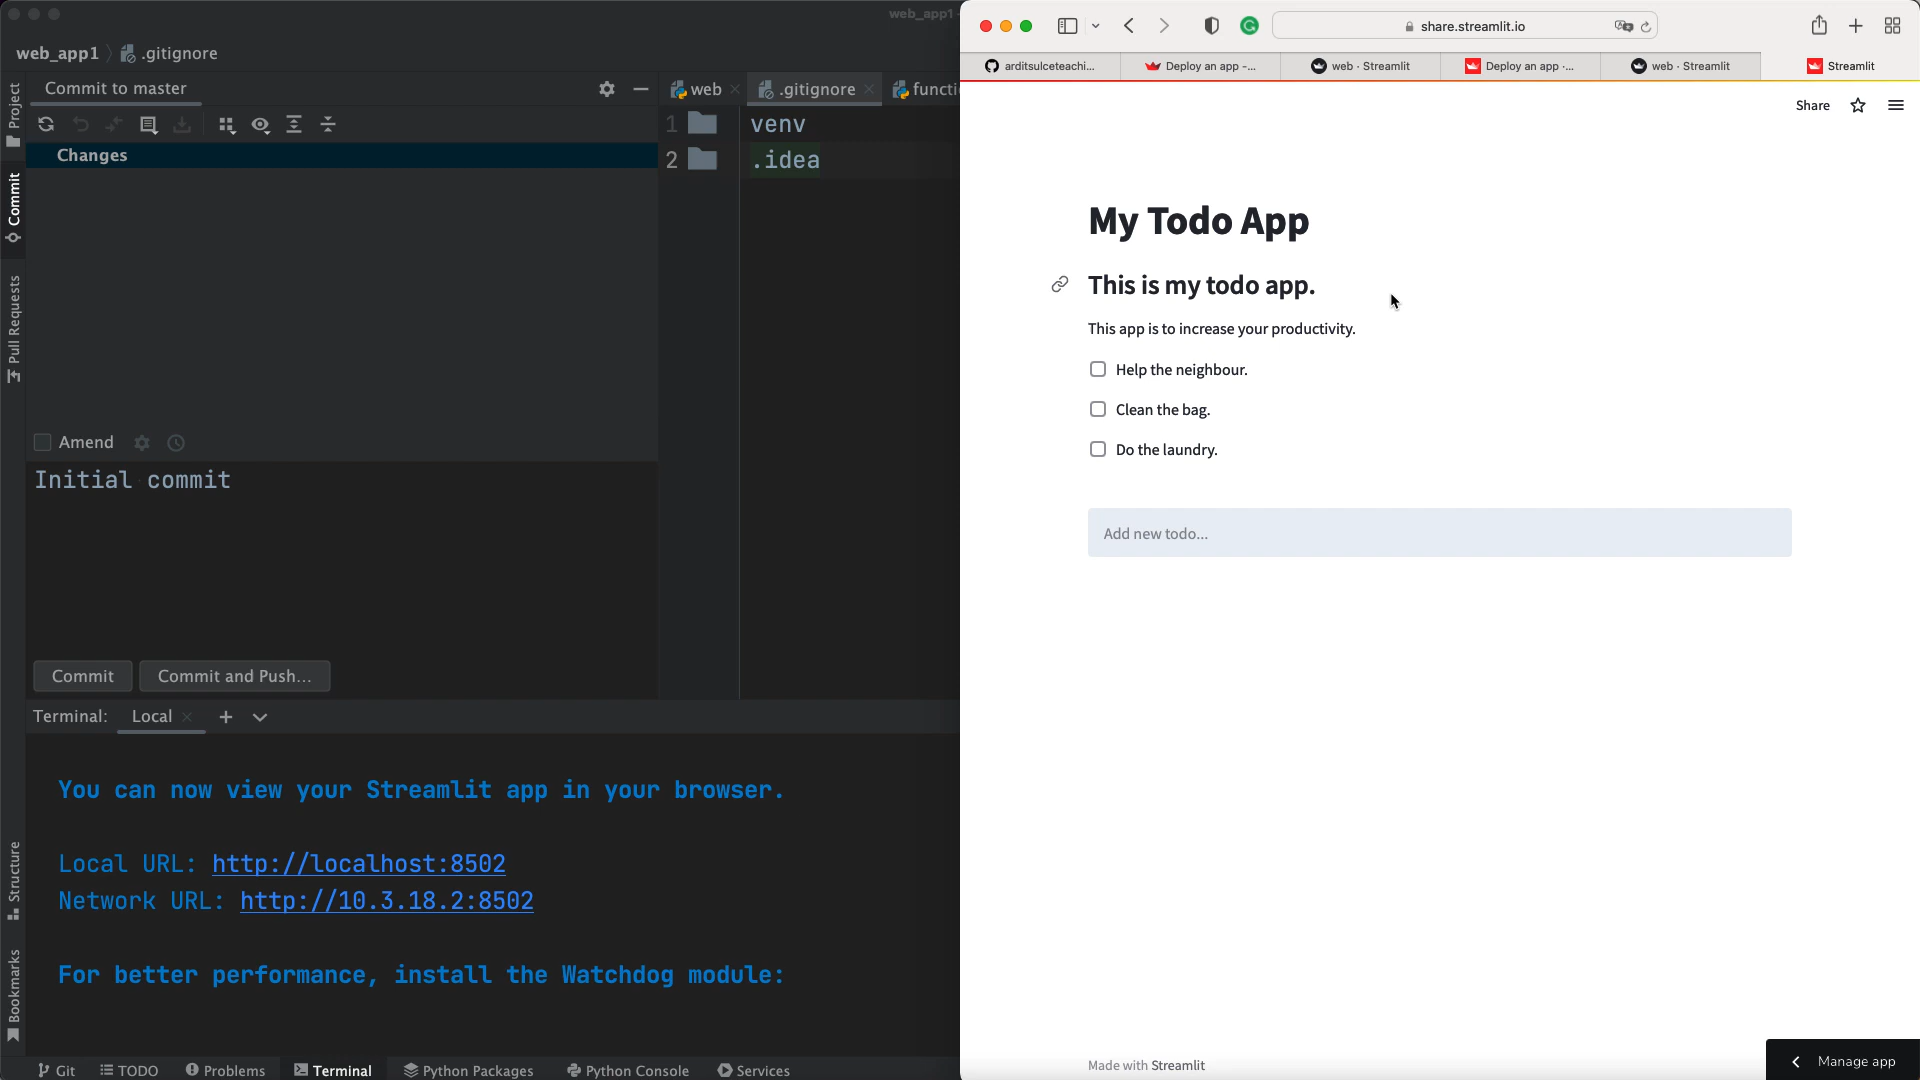 web_app1
web_app1 .gitignore
Project
Commit
Pull Requests
Structure
Bookmarks
Commit to master
Changes
Amend
Initial commit
Commit
Commit and Push...
web
.gitignore
functi
1 venv
2 .idea
Terminal: Local
You can now view your Streamlit app in your browser.
Local URL: http://localhost:8502
Network URL: http://10.3.18.2:8502
For better performance, install the Watchdog module:
Git TODO Problems Terminal Python Packages Python Console Services
share.streamlit.io
arditsulceteachi... Deploy an app -... web · Streamlit Deploy an app ·... web · Streamlit Streamlit
Share
My Todo App
This is my todo app.
This app is to increase your productivity.
Help the neighbour.
Clean the bag.
Do the laundry.
Add new todo...
Made with Streamlit
Manage app